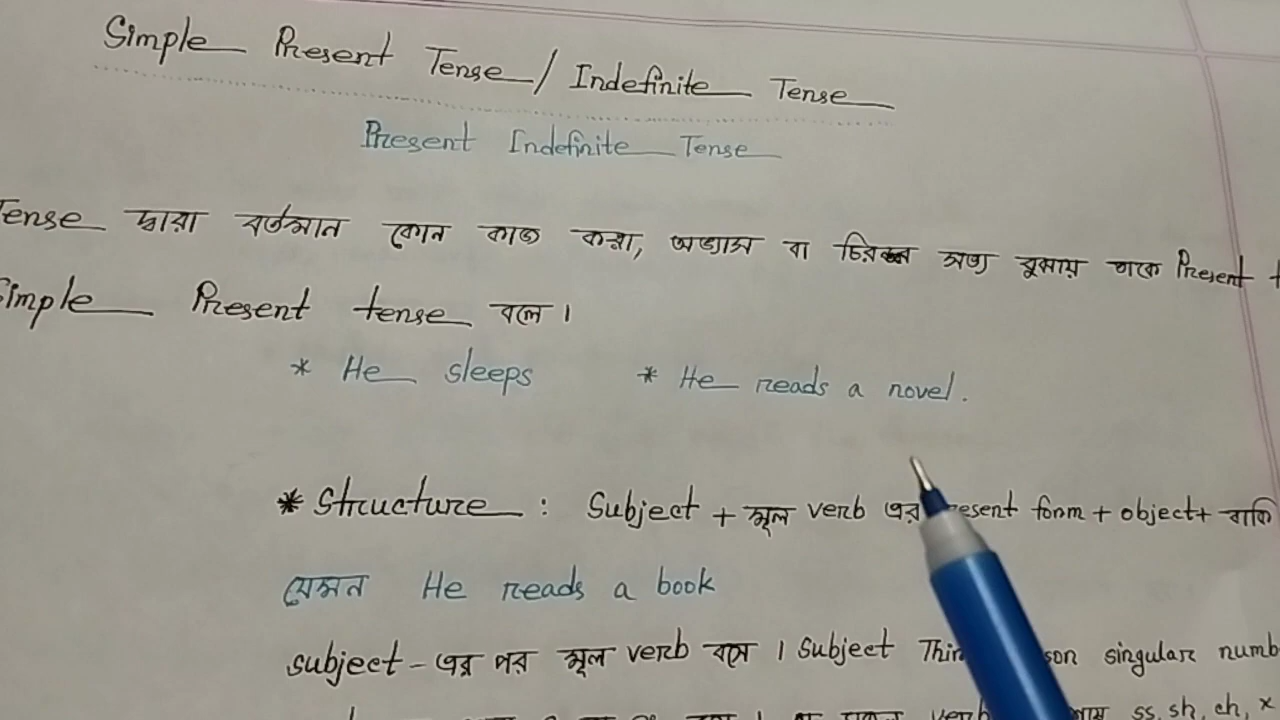 Simple Present Tense / Indefinite Tense
Present Indefinite Tense
Tense দ্বারা বর্তমান কোন কাজ করা, অভ্যাস বা চিরন্তন সত্য বুঝায় তাকে Present
Simple Present tense বলে।
* He sleeps * He reads a novel.
* Structure : Subject + মূল verb এর Present form + object + বাকি
যেমন He reads a book
subject - এর পর মূল verb বসে। Subject Third person singular numb
verb ss, sh, ch, x